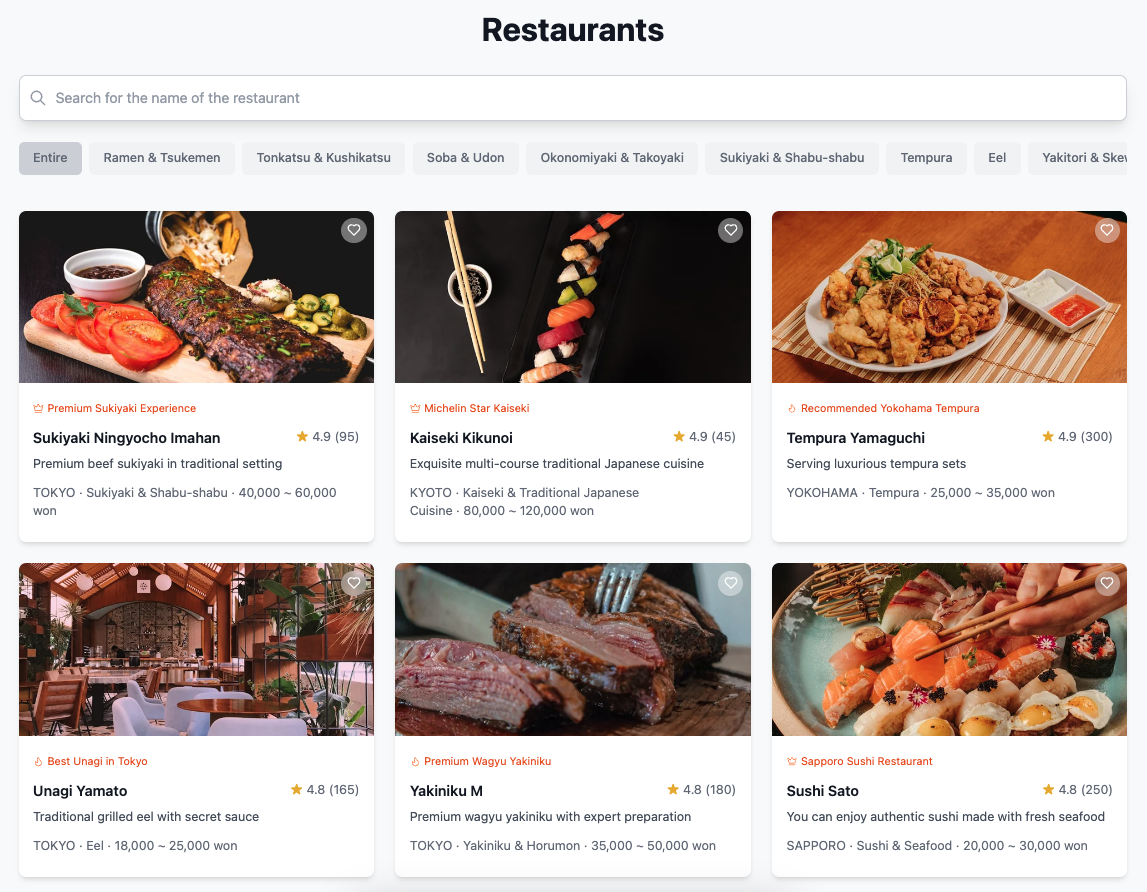 Restaurants
Search for the name of the restaurant
Entire
Ramen & Tsukemen
Tonkatsu & Kushikatsu
Soba & Udon
Okonomiyaki & Takoyaki
Sukiyaki & Shabu-shabu
Tempura
Eel
Yakitori & Skew
Premium Sukiyaki Experience
Sukiyaki Ningyocho Imahan
4.9 (95)
Premium beef sukiyaki in traditional setting
TOKYO · Sukiyaki & Shabu-shabu · 40,000 ~ 60,000
won
Michelin Star Kaiseki
Kaiseki Kikunoi
4.9 (45)
Exquisite multi-course traditional Japanese cuisine
KYOTO · Kaiseki & Traditional Japanese
Cuisine · 80,000 ~ 120,000 won
Recommended Yokohama Tempura
Tempura Yamaguchi
4.9 (300)
Serving luxurious tempura sets
YOKOHAMA · Tempura · 25,000 ~ 35,000 won
Best Unagi in Tokyo
Unagi Yamato
4.8 (165)
Traditional grilled eel with secret sauce
TOKYO · Eel · 18,000 ~ 25,000 won
Premium Wagyu Yakiniku
Yakiniku M
4.8 (180)
Premium wagyu yakiniku with expert preparation
TOKYO · Yakiniku & Horumon · 35,000 ~ 50,000 won
Sapporo Sushi Restaurant
Sushi Sato
4.8 (250)
You can enjoy authentic sushi made with fresh seafood
SAPPORO · Sushi & Seafood · 20,000 ~ 30,000 won